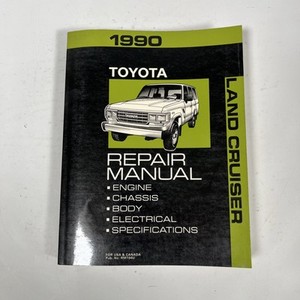 1990
TOYOTA
LAND CRUISER
REPAIR
MANUAL
▪ ENGINE
▪ CHASSIS
▪ BODY
▪ ELECTRICAL
▪ SPECIFICATIONS
FOR USA & CANADA